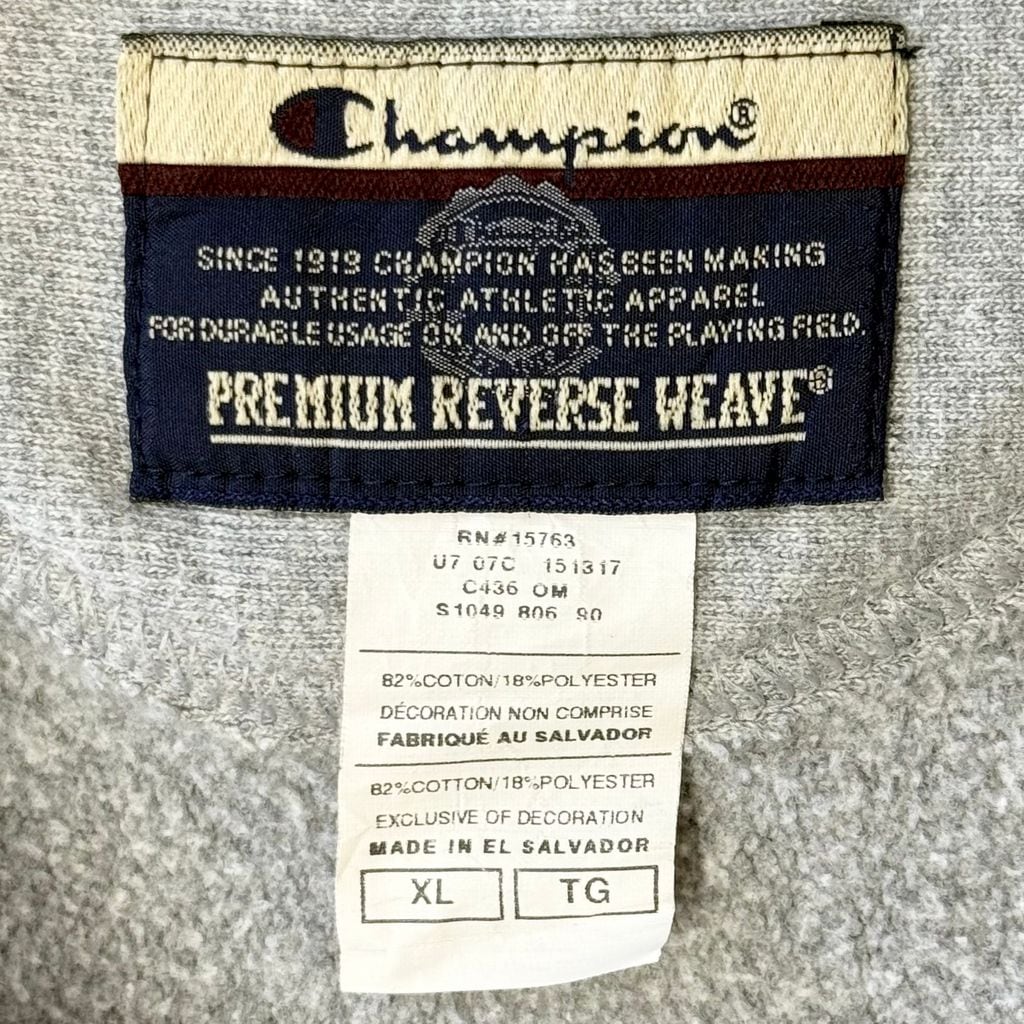 Champion®
SINCE 1919 CHAMPION HAS BEEN MAKING
AUTHENTIC ATHLETIC APPAREL
FOR DURABLE USAGE ON AND OFF THE PLAYING FIELD.
PREMIUM REVERSE WEAVE®
RN#15763
U7 07C 151317
C436 OM
S1049 806 90
82%COTON/18%POLYESTER
DÉCORATION NON COMPRISE
FABRIQUÉ AU SALVADOR
82%COTTON/18%POLYESTER
EXCLUSIVE OF DECORATION
MADE IN EL SALVADOR
XL TG